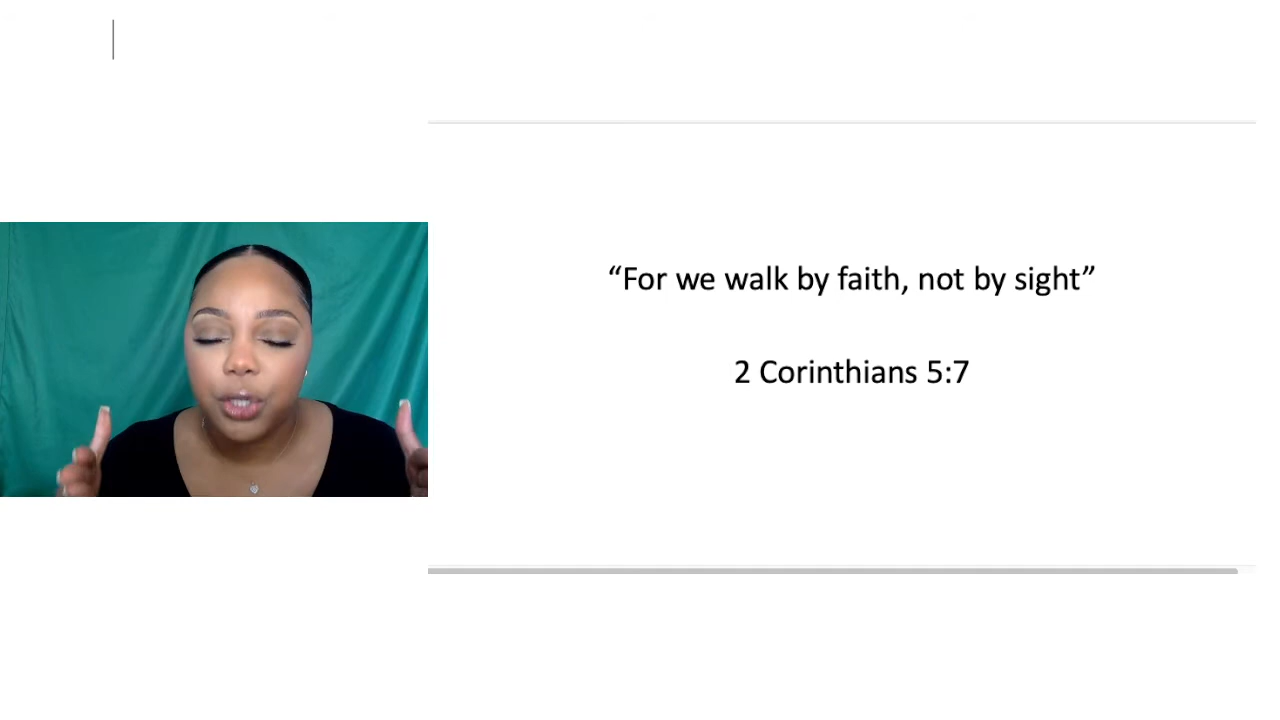 “For we walk by faith, not by sight”
2 Corinthians 5:7